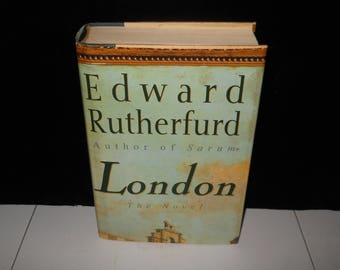 Edward
Rutherfurd
Author of Sarum
London
The Novel